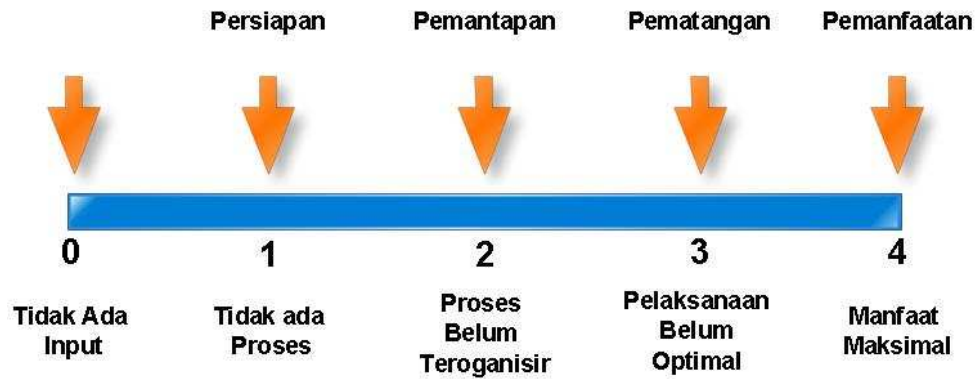 Persiapan Pemantapan Pematangan Pemanfaatan
0 1 2 3 4
Tidak Ada
Input
Tidak ada
Proses
Proses
Belum
Teroganisir
Pelaksanaan
Belum
Optimal
Manfaat
Maksimal